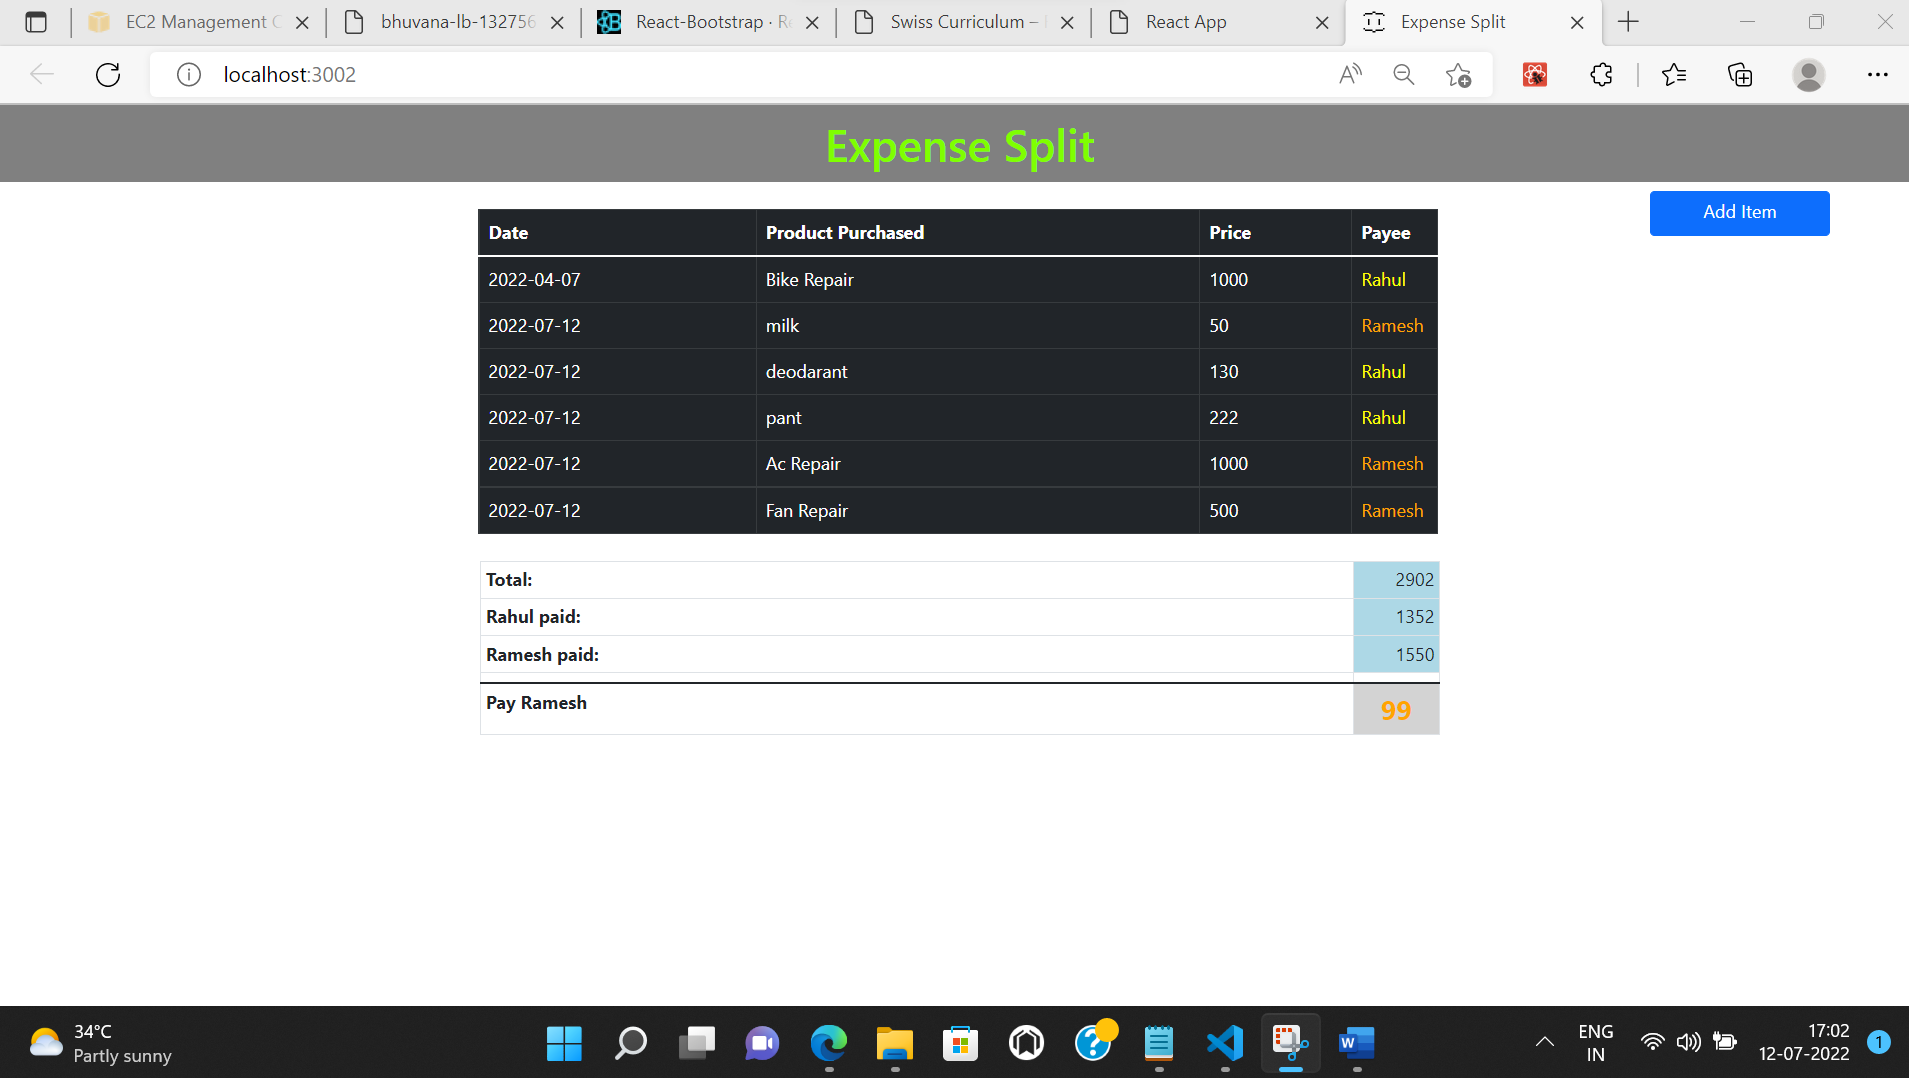 EC2 Management C
bhuvana-lb-132756
React-Bootstrap · Re
Swiss Curriculum –
React App
Expense Split
localhost:3002
Expense Split
Add Item
Date Product Purchased Price Payee
2022-04-07 Bike Repair 1000 Rahul
2022-07-12 milk 50 Ramesh
2022-07-12 deodarant 130 Rahul
2022-07-12 pant 222 Rahul
2022-07-12 Ac Repair 1000 Ramesh
2022-07-12 Fan Repair 500 Ramesh
Total: 2902
Rahul paid: 1352
Ramesh paid: 1550
Pay Ramesh 99
34°C
Partly sunny
ENG
IN
17:02
12-07-2022
1